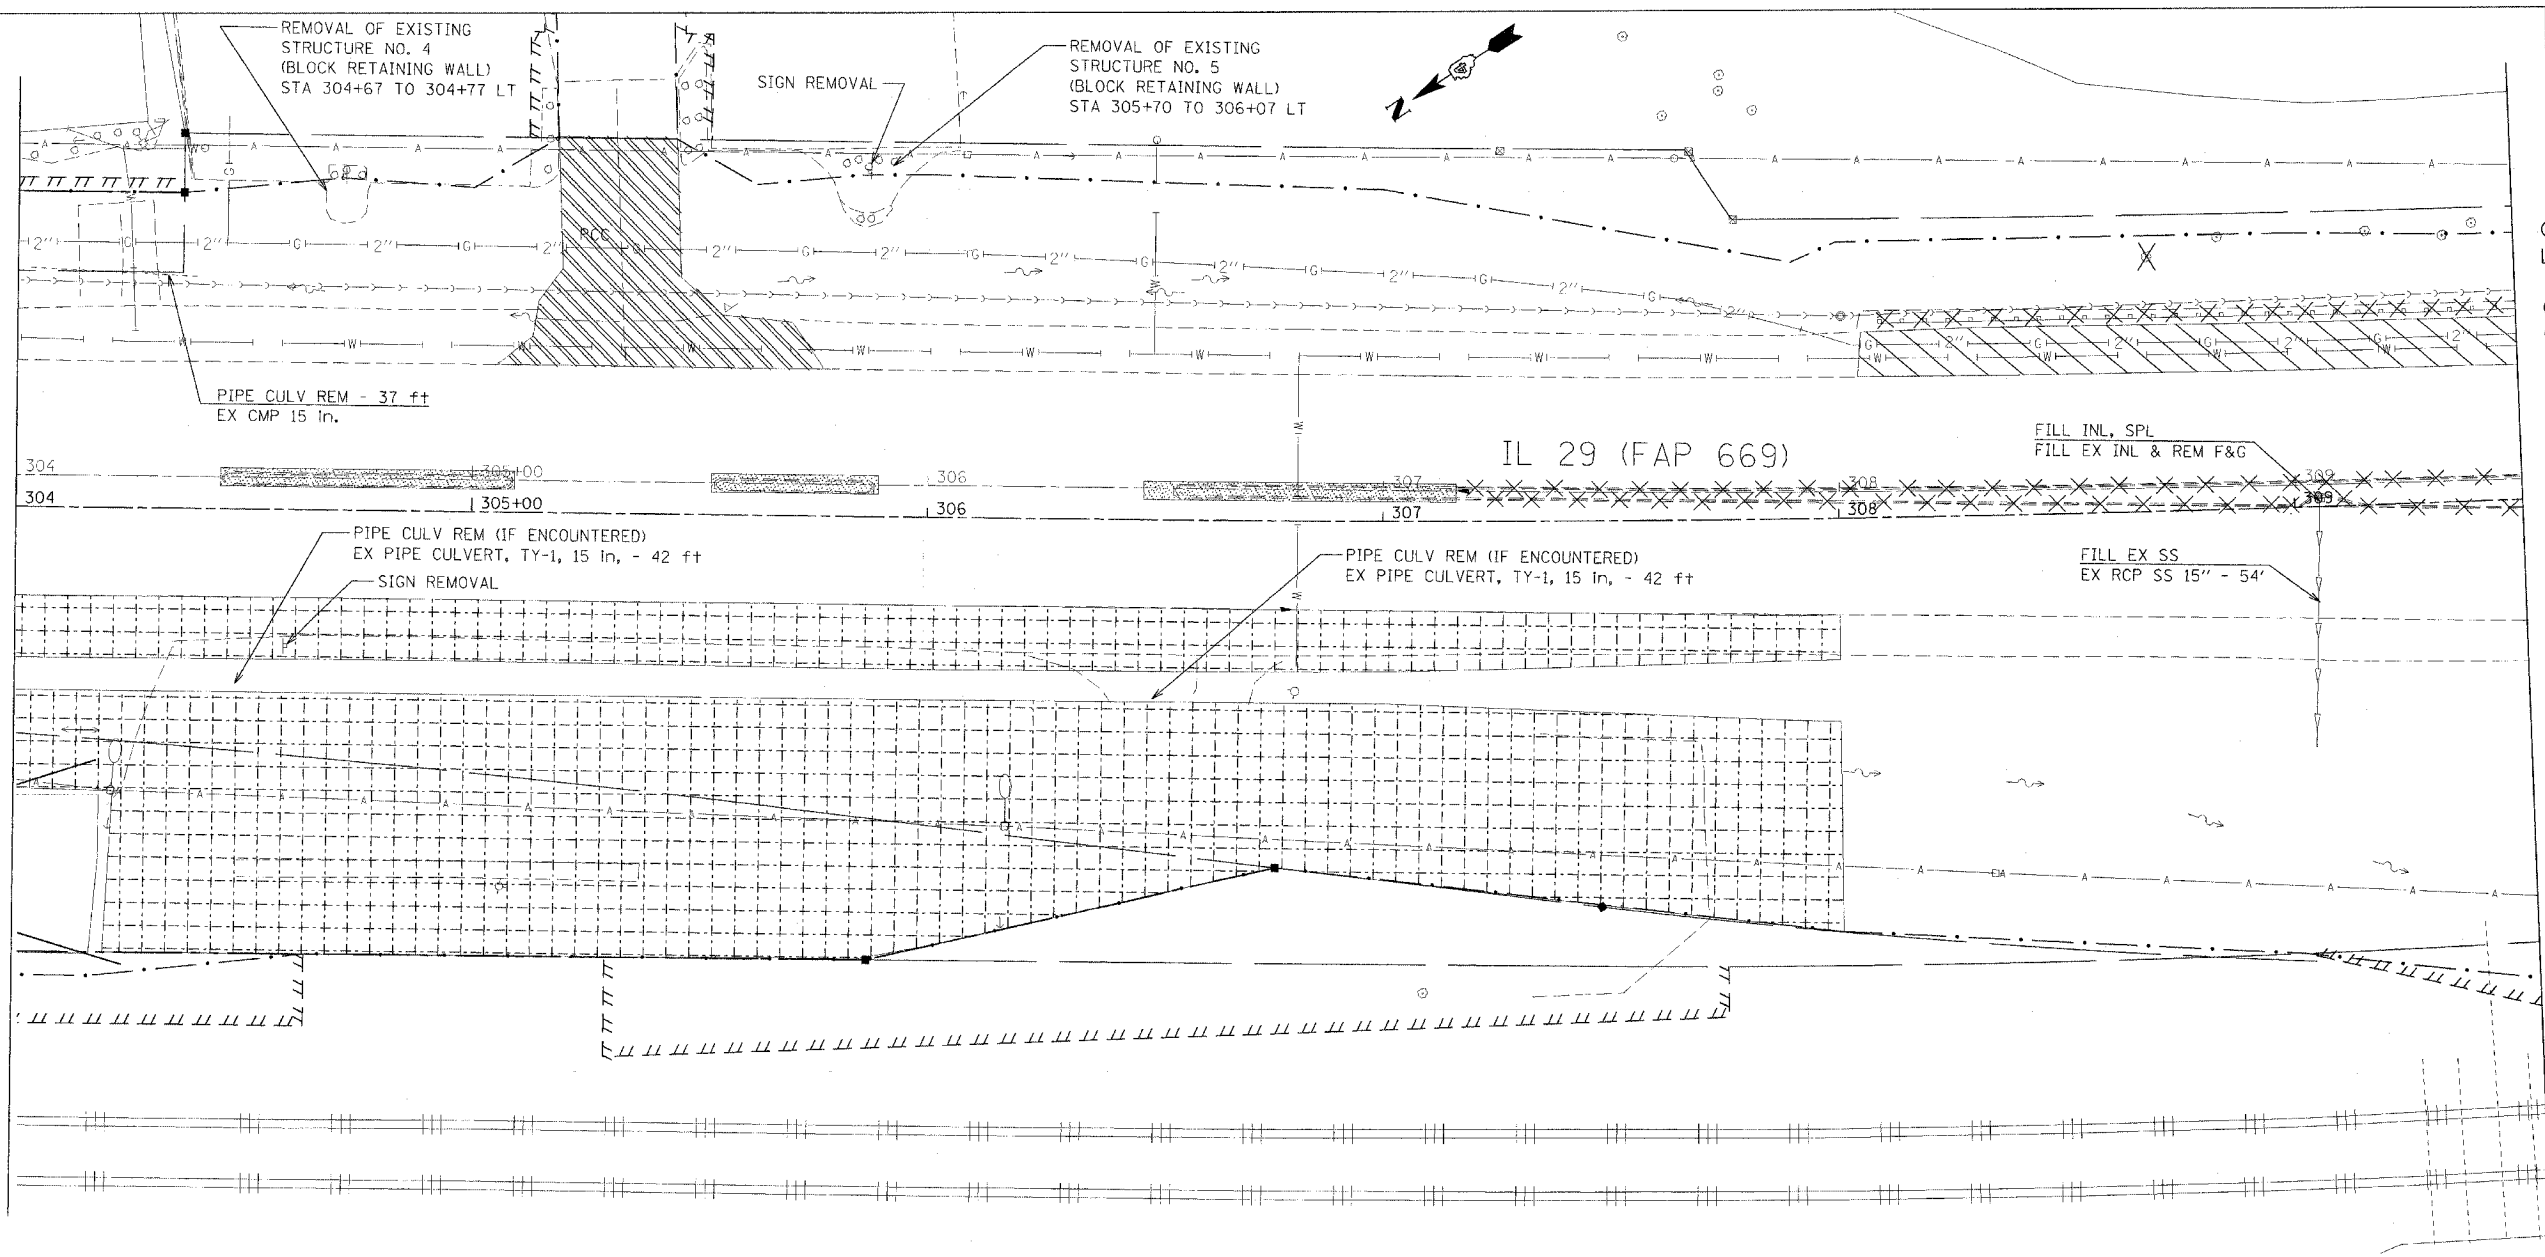 REMOVAL OF EXISTING
STRUCTURE NO. 4
(BLOCK RETAINING WALL)
STA 304+67 TO 304+77 LT
SIGN REMOVAL
REMOVAL OF EXISTING
STRUCTURE NO. 5
(BLOCK RETAINING WALL)
STA 305+70 TO 306+07 LT
N
PCC
PIPE CULV REM - 37 ft
EX CMP 15 in.
IL 29 (FAP 669)
FILL INL, SPL
FILL EX INL & REM F&G
304 305+00 306 307 308 309
304 305+00 306 307 308 309
PIPE CULV REM (IF ENCOUNTERED)
EX PIPE CULVERT, TY-1, 15 in, - 42 ft
SIGN REMOVAL
PIPE CULV REM (IF ENCOUNTERED)
EX PIPE CULVERT, TY-1, 15 in, - 42 ft
FILL EX SS
EX RCP SS 15" - 54'